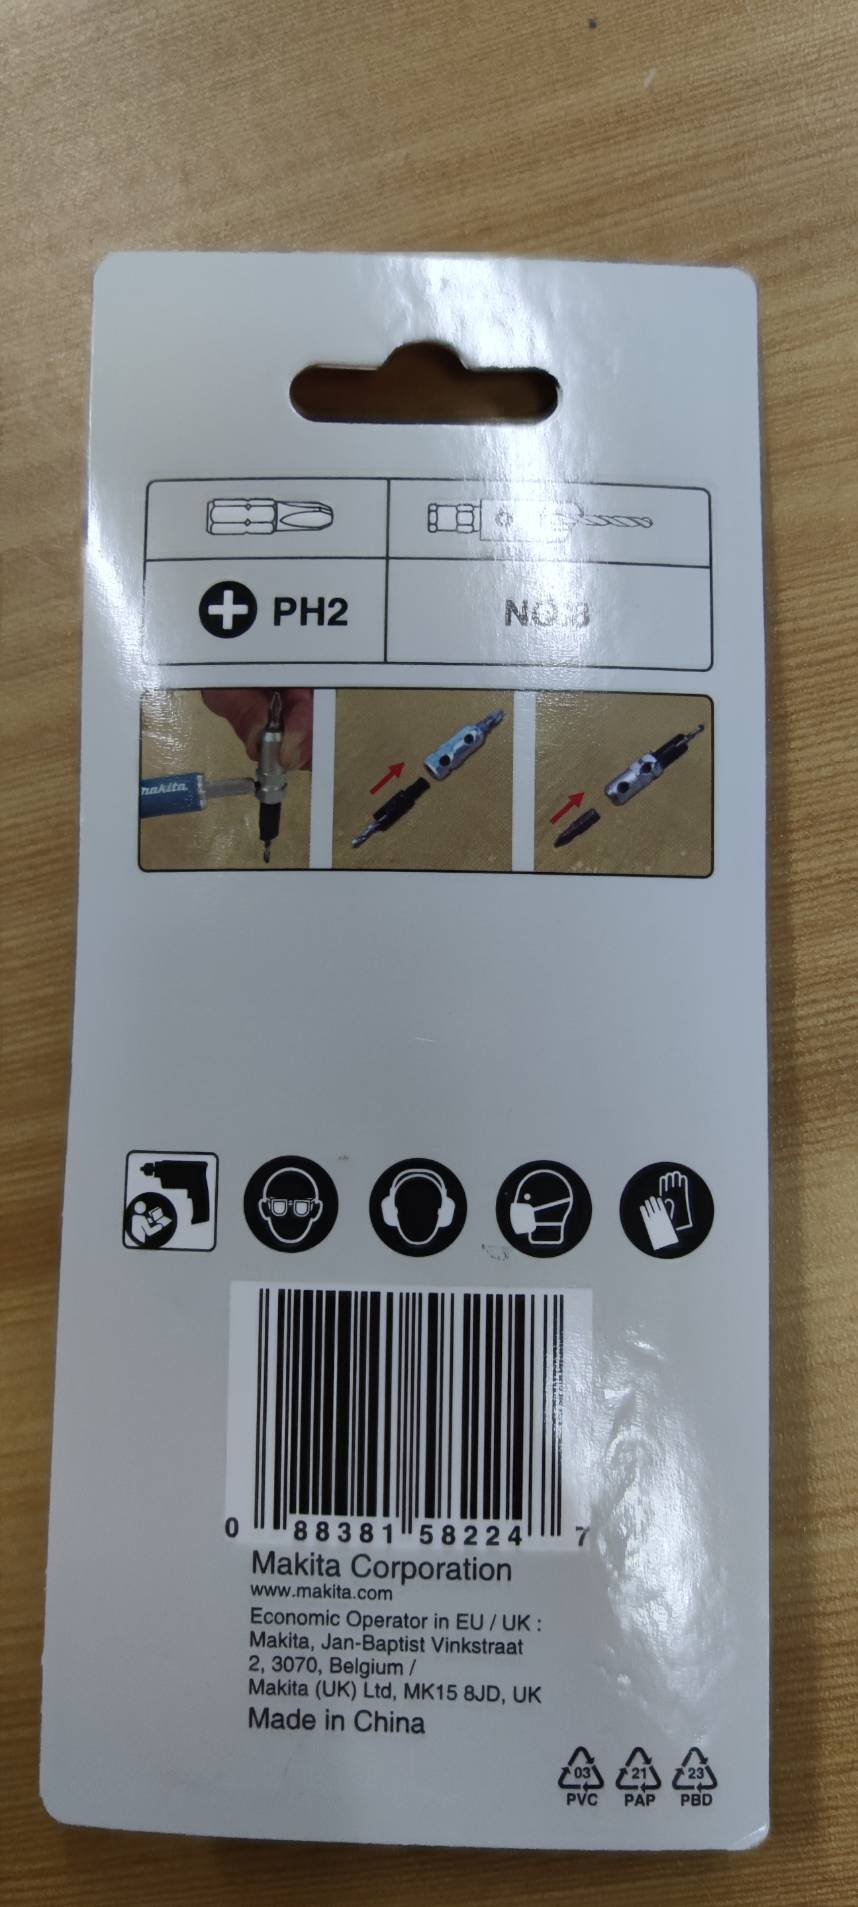 PH2
NO.8
makita
0 88381 58224 7
Makita Corporation
www.makita.com
Economic Operator in EU / UK :
Makita, Jan-Baptist Vinkstraat
2, 3070, Belgium /
Makita (UK) Ltd, MK15 8JD, UK
Made in China
03 21 23
PVC PAP PBD